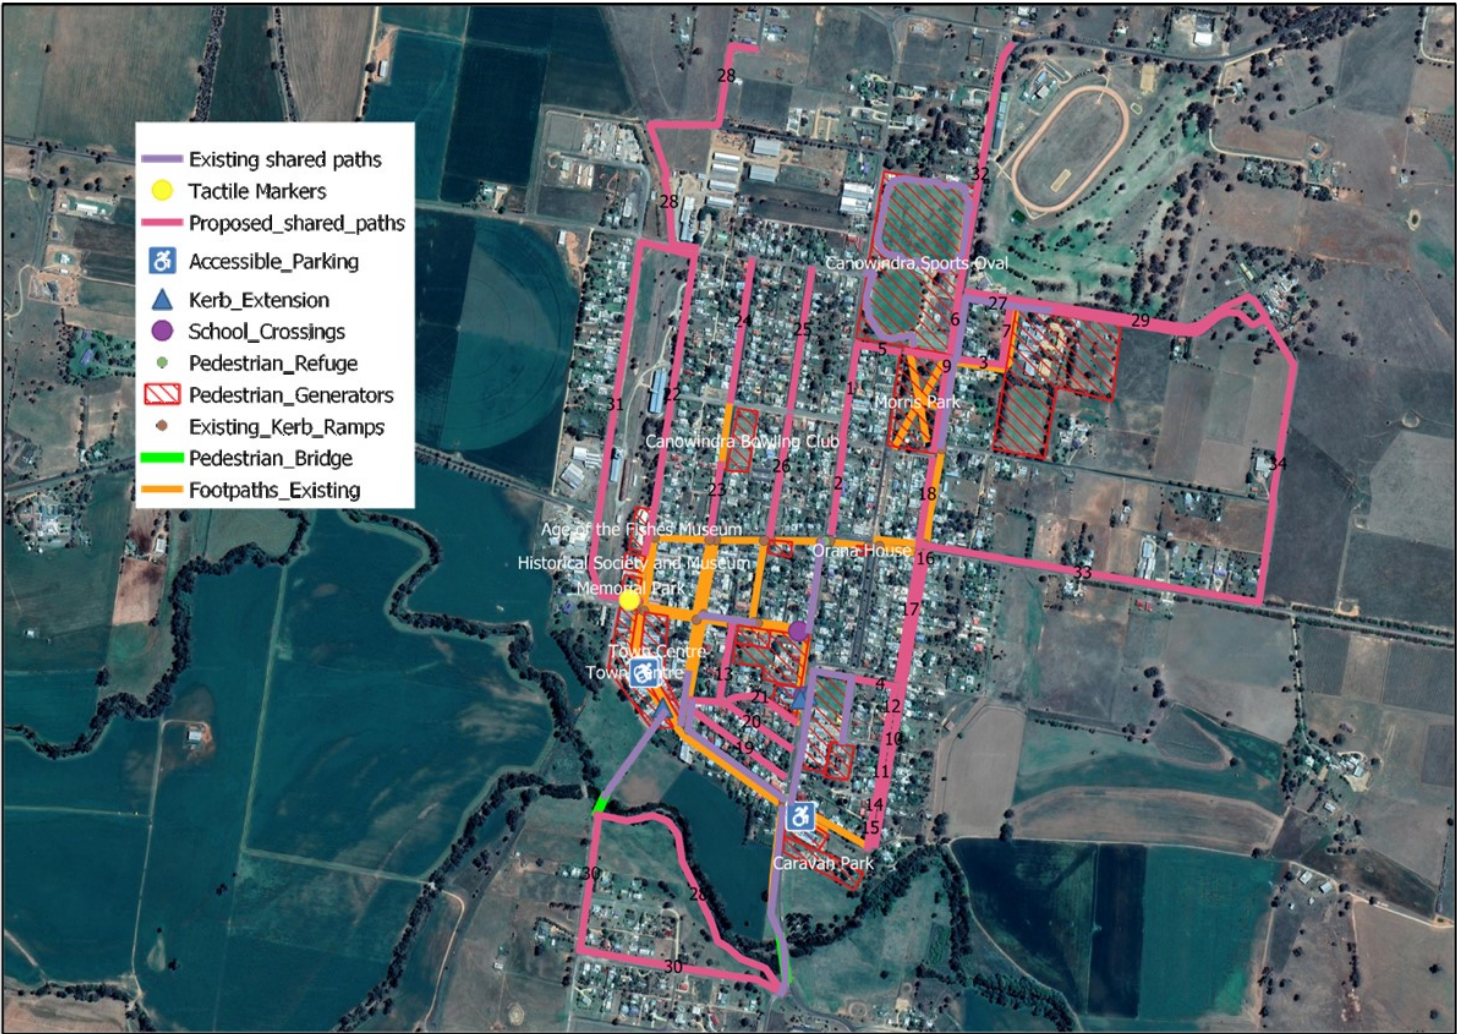 28
Existing shared paths
Tactile Markers
Proposed_shared_paths
Accessible_Parking
Kerb_Extension
School_Crossings
Pedestrian_Refuge
Pedestrian_Generators
Existing_Kerb_Ramps
Pedestrian_Bridge
Footpaths_Existing
32
28
Canowindra Sports Oval
27
6
29
24
25
7
5
3
9
1
22
31
Morris Park
Canowindra Bowling Club
26
34
2
23
18
Age of the Fishes Museum
Orana House
16
Historical Society and Museum
33
Memorial Park
17
Town Centre
Town Centre
13
4
21
12
20
10
19
11
14
15
Caravan Park
30
30